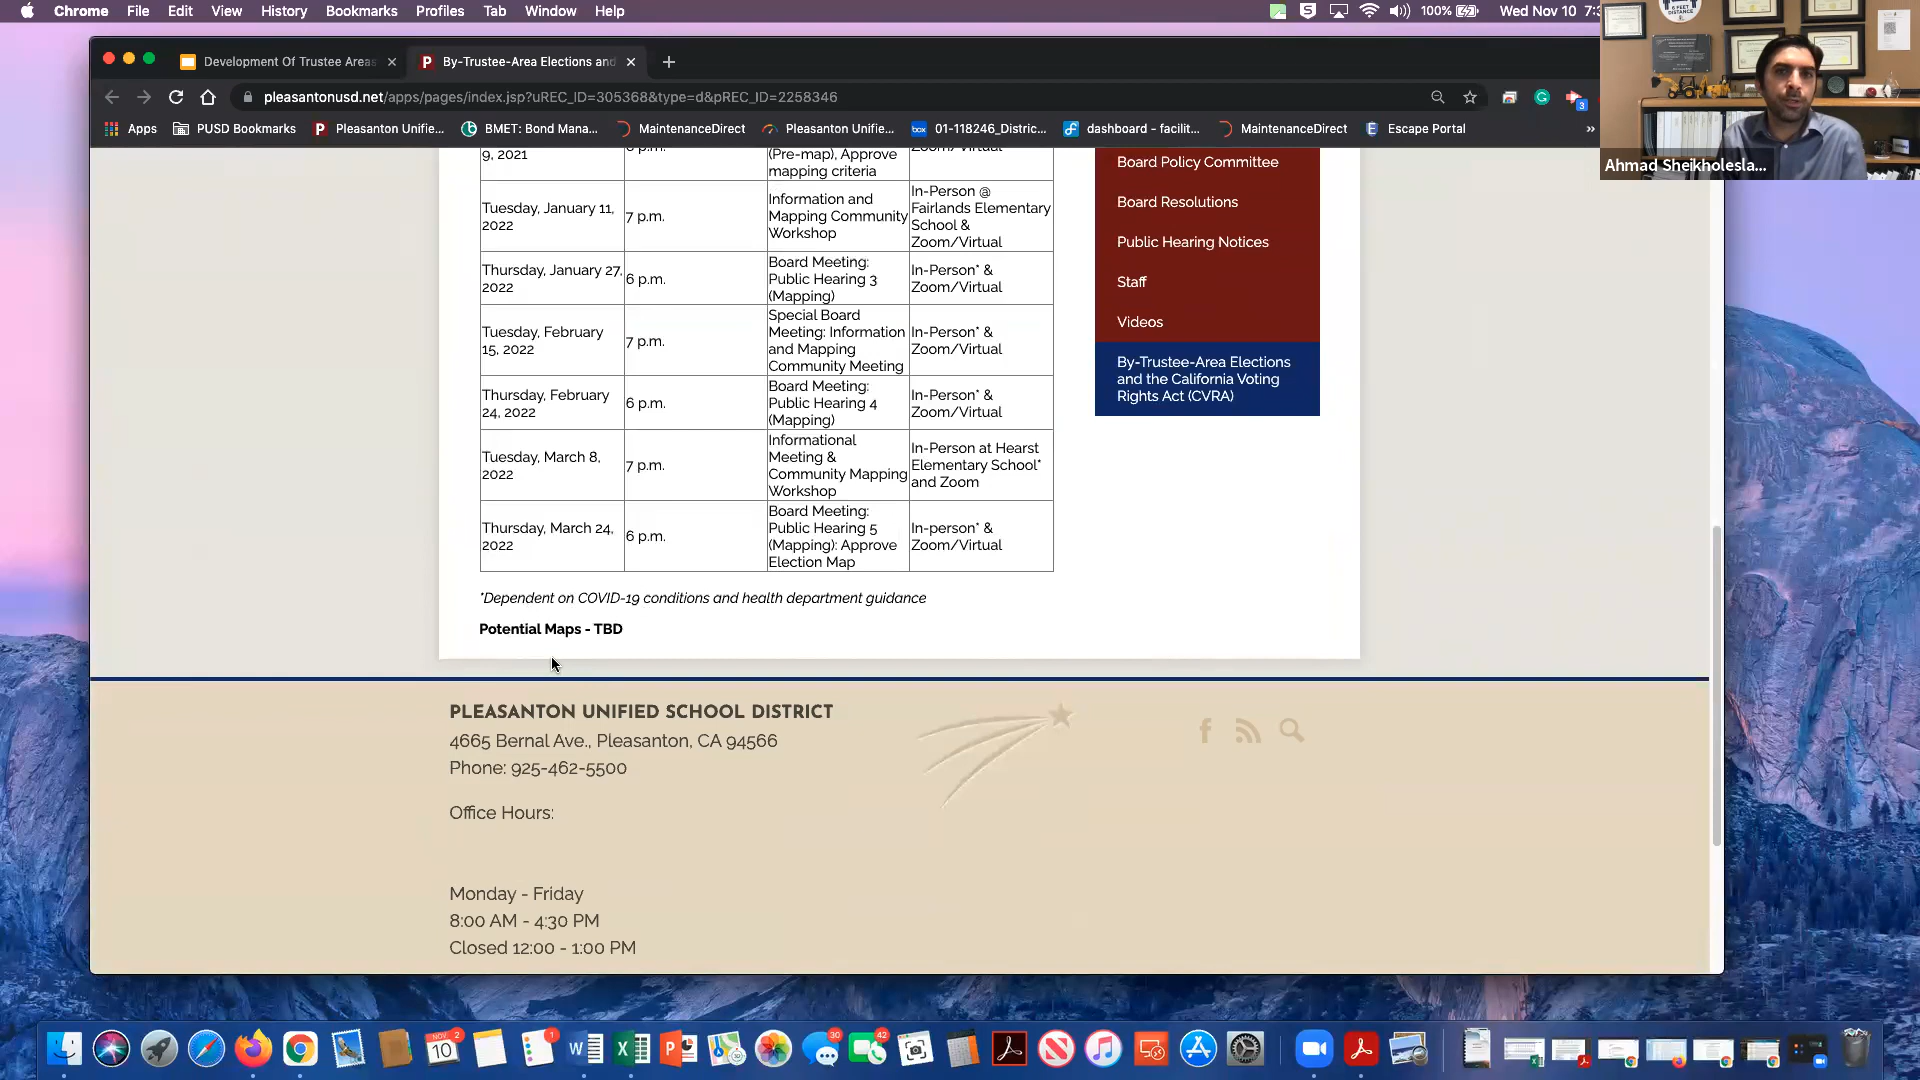 Chrome File Edit View History Bookmarks Profiles Tab Window Help
100% Wed Nov 10
Development Of Trustee Areas
By-Trustee-Area Elections and
pleasantonusd.net/apps/pages/index.jsp?uREC_ID=305368&type=d&pREC_ID=2258346
Apps PUSD Bookmarks Pleasanton Unifie... BMET: Bond Mana... MaintenanceDirect Pleasanton Unifie... 01-118246_Distric... dashboard - facilit... MaintenanceDirect Escape Portal »
Ahmad Sheikholesla...
9, 2021
(Pre-map), Approve
mapping criteria
Zoom/Virtual
Tuesday, January 11,
2022
7 p.m.
Information and
Mapping Community
Workshop
In-Person @
Fairlands Elementary
School &
Zoom/Virtual
Thursday, January 27,
2022
6 p.m.
Board Meeting:
Public Hearing 3
(Mapping)
In-Person* &
Zoom/Virtual
Tuesday, February
15, 2022
7 p.m.
Special Board
Meeting: Information
and Mapping
Community Meeting
In-Person* &
Zoom/Virtual
Thursday, February
24, 2022
6 p.m.
Board Meeting:
Public Hearing 4
(Mapping)
In-Person* &
Zoom/Virtual
Tuesday, March 8,
2022
7 p.m.
Informational
Meeting &
Community Mapping
Workshop
In-Person at Hearst
Elementary School*
and Zoom
Thursday, March 24,
2022
6 p.m.
Board Meeting:
Public Hearing 5
(Mapping): Approve
Election Map
In-person* &
Zoom/Virtual
*Dependent on COVID-19 conditions and health department guidance
Potential Maps - TBD
Board Policy Committee
Board Resolutions
Public Hearing Notices
Staff
Videos
By-Trustee-Area Elections
and the California Voting
Rights Act (CVRA)
PLEASANTON UNIFIED SCHOOL DISTRICT
4665 Bernal Ave., Pleasanton, CA 94566
Phone: 925-462-5500
Office Hours:
Monday - Friday
8:00 AM - 4:30 PM
Closed 12:00 - 1:00 PM